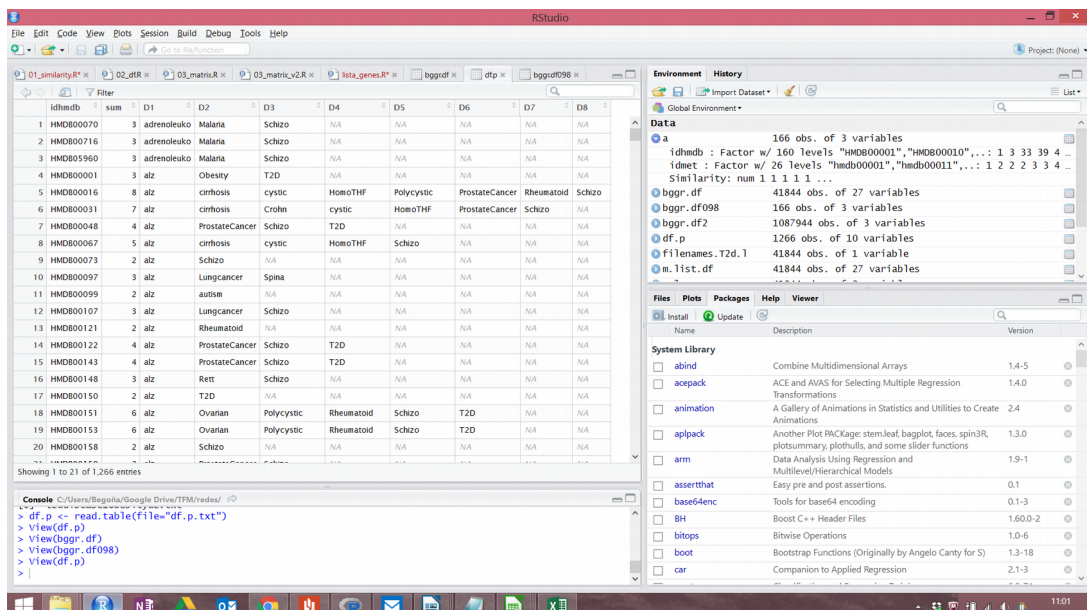 RStudio
File Edit Code View Plots Session Build Debug Tools Help
Go to file/function
Project: (None)
01_similarity.R* 02_dtR 03_matrix.R 03_matrix_v2.R lista_genes.R* bggr.df df.p bggr.df098
Filter
idhmdb sum D1 D2 D3 D4 D5 D6 D7 D8
1 HMDB00070 3 adrenoleuko Malaria Schizo NA NA NA NA NA
2 HMDB00716 3 adrenoleuko Malaria Schizo NA NA NA NA NA
3 HMDB05960 3 adrenoleuko Malaria Schizo NA NA NA NA NA
4 HMDB00001 3 alz Obesity T2D NA NA NA NA NA
5 HMDB00016 8 alz cirrhosis cystic HomoTHF Polycystic ProstateCancer Rheumatoid Schizo
6 HMDB00031 7 alz cirrhosis Crohn cystic HomoTHF ProstateCancer Schizo NA
7 HMDB00048 4 alz ProstateCancer Schizo T2D NA NA NA NA
8 HMDB00067 5 alz cirrhosis cystic HomoTHF Schizo NA NA NA
9 HMDB00073 2 alz Schizo NA NA NA NA NA NA
10 HMDB00097 3 alz Lungcancer Spina NA NA NA NA NA
11 HMDB00099 2 alz autism NA NA NA NA NA NA
12 HMDB00107 3 alz Lungcancer Schizo NA NA NA NA NA
13 HMDB00121 2 alz Rheumatoid NA NA NA NA NA NA
14 HMDB00122 4 alz ProstateCancer Schizo T2D NA NA NA NA
15 HMDB00143 4 alz ProstateCancer Schizo T2D NA NA NA NA
16 HMDB00148 3 alz Rett Schizo NA NA NA NA NA
17 HMDB00150 2 alz T2D NA NA NA NA NA NA
18 HMDB00151 6 alz Ovarian Polycystic Rheumatoid Schizo T2D NA NA
19 HMDB00153 6 alz Ovarian Polycystic Rheumatoid Schizo T2D NA NA
20 HMDB00158 2 alz Schizo NA NA NA NA NA NA
Showing 1 to 21 of 1,266 entries
Console C:/Users/Begoña/Google Drive/TFM/redes/
> df.p <- read.table(file="df.p.txt")
> View(df.p)
> View(bggr.df)
> View(bggr.df098)
> View(df.p)
>
Environment History
Import Dataset List
Global Environment
Data
a 166 obs. of 3 variables
idhmdb : Factor w/ 160 levels "HMDB00001","HMDB00010",..: 1 3 33 39 4 …
idmet : Factor w/ 26 levels "hmdb00001","hmdb00011",..: 1 2 2 2 3 3 4 …
Similarity: num 1 1 1 1 1 ...
bggr.df 41844 obs. of 27 variables
bggr.df098 166 obs. of 3 variables
bggr.df2 1087944 obs. of 3 variables
df.p 1266 obs. of 10 variables
filenames.T2d.l 41844 obs. of 1 variable
m.list.df 41844 obs. of 27 variables
Files Plots Packages Help Viewer
Install Update
Name Description Version
System Library
abind Combine Multidimensional Arrays 1.4-5
acepack ACE and AVAS for Selecting Multiple Regression Transformations 1.4.0
animation A Gallery of Animations in Statistics and Utilities to Create Animations 2.4
aplpack Another Plot PACKage: stem.leaf, bagplot, faces, spin3R, plotsummary, plothulls, and some slider functions 1.3.0
arm Data Analysis Using Regression and Multilevel/Hierarchical Models 1.9-1
assertthat Easy pre and post assertions. 0.1
base64enc Tools for base64 encoding 0.1-3
BH Boost C++ Header Files 1.60.0-2
bitops Bitwise Operations 1.0-6
boot Bootstrap Functions (Originally by Angelo Canty for S) 1.3-18
car Companion to Applied Regression 2.1-3
11:01